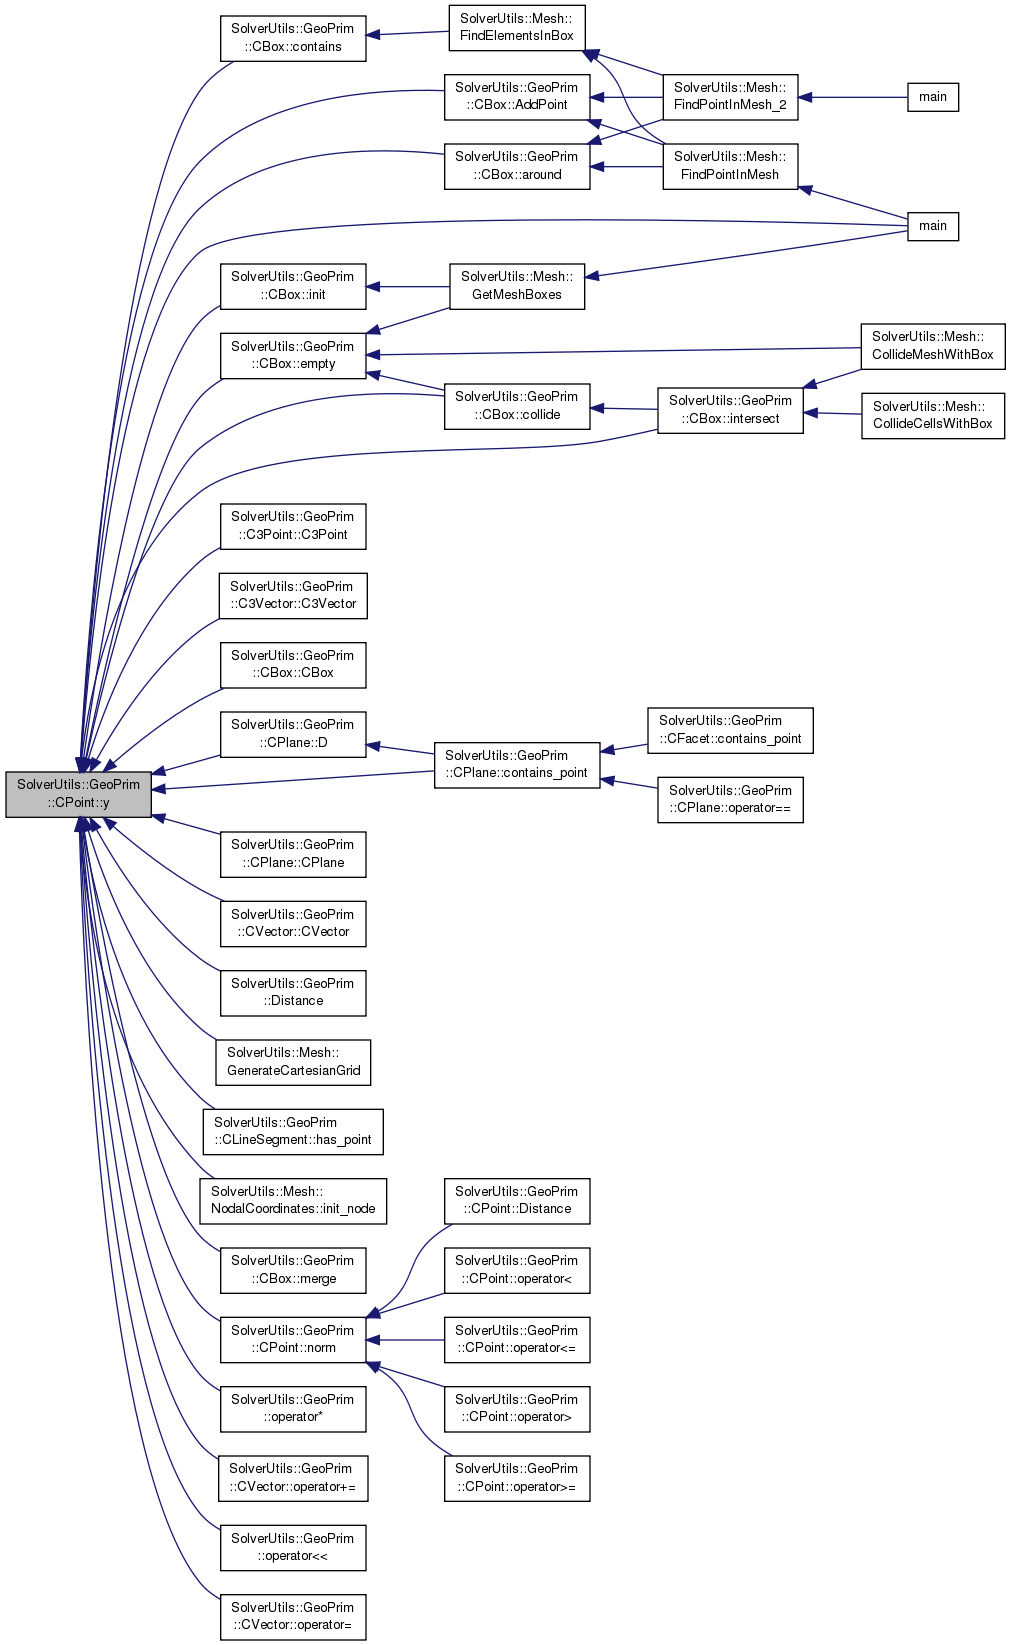 SolverUtils::GeoPrim
::CBox::contains
SolverUtils::Mesh::
FindElementsInBox
SolverUtils::GeoPrim
::CBox::AddPoint
SolverUtils::Mesh::
FindPointInMesh_2
main
SolverUtils::GeoPrim
::CBox::around
SolverUtils::Mesh::
FindPointInMesh
main
SolverUtils::GeoPrim
::CBox::init
SolverUtils::Mesh::
GetMeshBoxes
SolverUtils::GeoPrim
::CBox::empty
SolverUtils::Mesh::
CollideMeshWithBox
SolverUtils::GeoPrim
::CBox::collide
SolverUtils::GeoPrim
::CBox::intersect
SolverUtils::Mesh::
CollideCellsWithBox
SolverUtils::GeoPrim
::C3Point::C3Point
SolverUtils::GeoPrim
::C3Vector::C3Vector
SolverUtils::GeoPrim
::CBox::CBox
SolverUtils::GeoPrim
::CPlane::D
SolverUtils::GeoPrim
::CPlane::contains_point
SolverUtils::GeoPrim
::CFacet::contains_point
SolverUtils::GeoPrim
::CPlane::operator==
SolverUtils::GeoPrim
::CPoint::y
SolverUtils::GeoPrim
::CPlane::CPlane
SolverUtils::GeoPrim
::CVector::CVector
SolverUtils::GeoPrim
::Distance
SolverUtils::Mesh::
GenerateCartesianGrid
SolverUtils::GeoPrim
::CLineSegment::has_point
SolverUtils::Mesh::
NodalCoordinates::init_node
SolverUtils::GeoPrim
::CBox::merge
SolverUtils::GeoPrim
::CPoint::norm
SolverUtils::GeoPrim
::CPoint::Distance
SolverUtils::GeoPrim
::CPoint::operator<
SolverUtils::GeoPrim
::CPoint::operator<=
SolverUtils::GeoPrim
::CPoint::operator>
SolverUtils::GeoPrim
::CPoint::operator>=
SolverUtils::GeoPrim
::operator*
SolverUtils::GeoPrim
::CVector::operator+=
SolverUtils::GeoPrim
::operator<<
SolverUtils::GeoPrim
::CVector::operator=